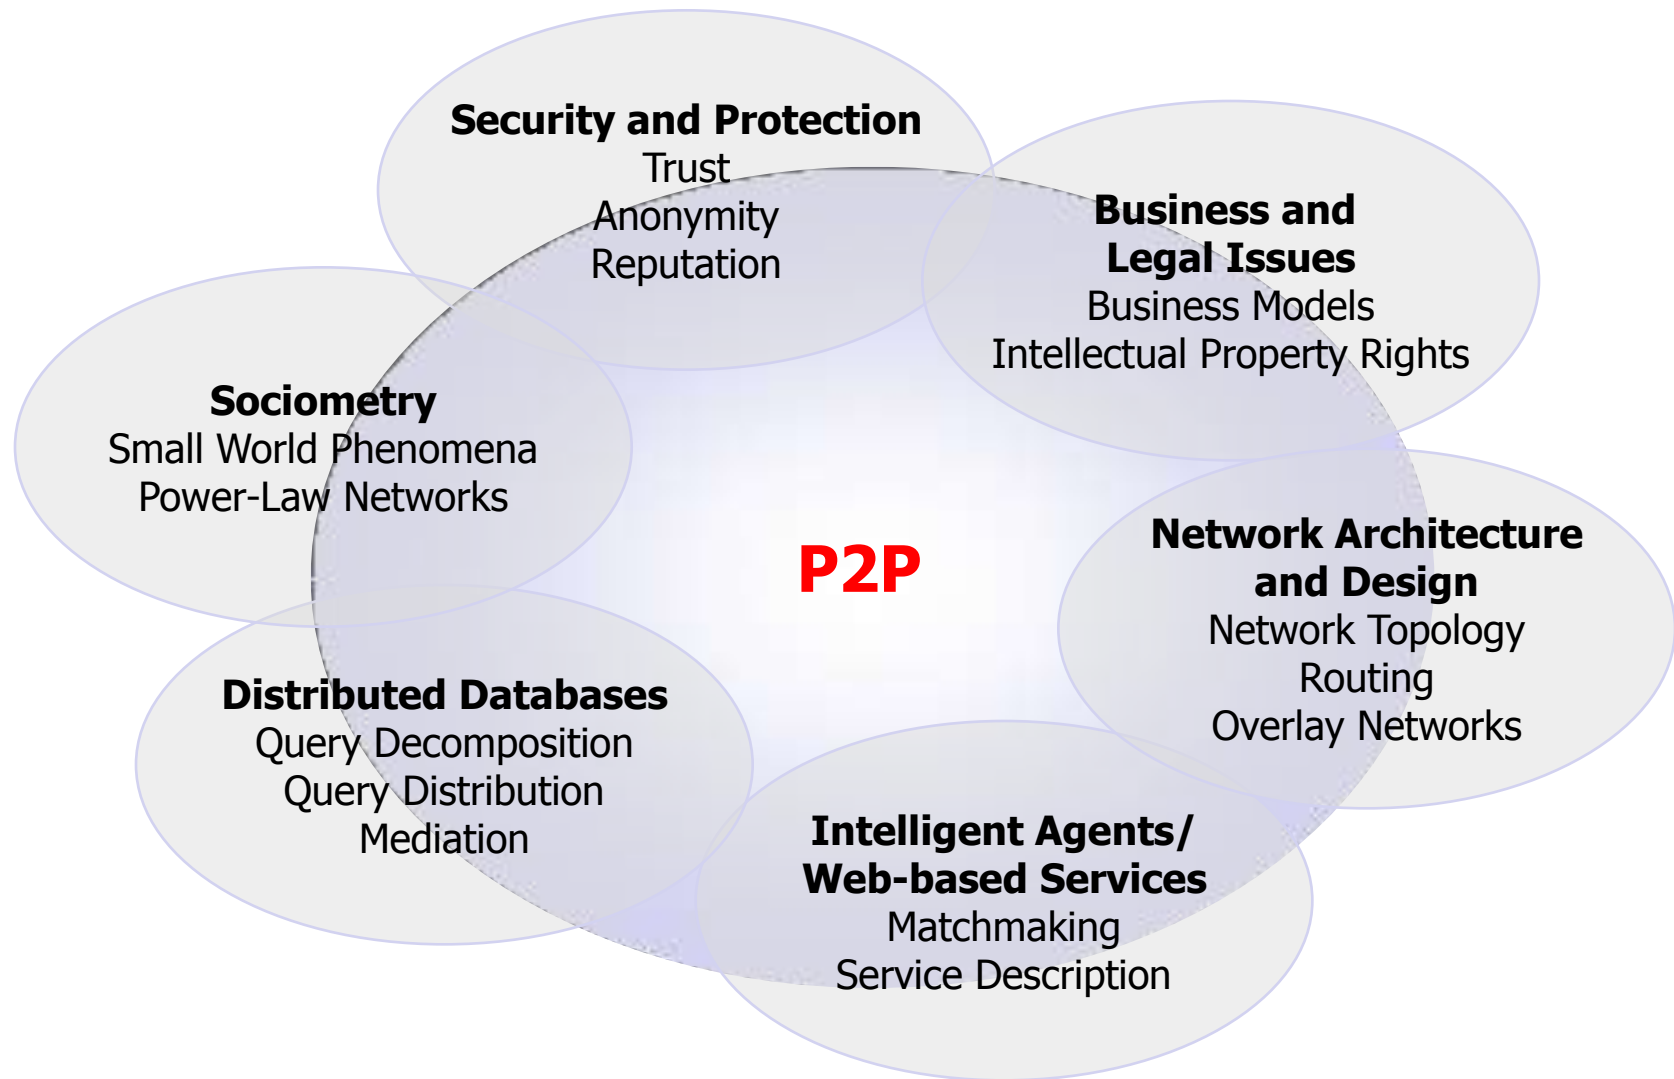 Security and Protection
Trust
Anonymity
Reputation
Business and
Legal Issues
Business Models
Intellectual Property Rights
Sociometry
Small World Phenomena
Power-Law Networks
P2P
Network Architecture
and Design
Network Topology
Routing
Overlay Networks
Distributed Databases
Query Decomposition
Query Distribution
Mediation
Intelligent Agents/
Web-based Services
Matchmaking
Service Description